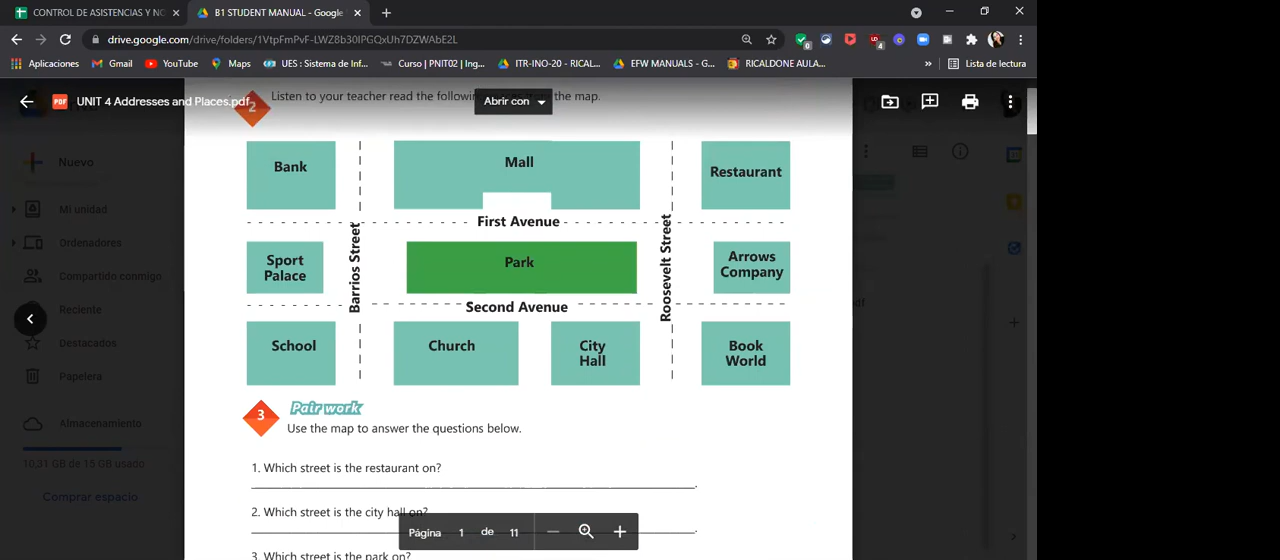 CONTROL DE ASISTENCIAS Y NO
B1 STUDENT MANUAL - Google
drive.google.com/drive/folders/1VtpFmPvF-LWZ8b30IPGQxUh7DZWAbE2L
Aplicaciones
Gmail
YouTube
Maps
UES : Sistema de Inf...
Curso | PNIT02 | Ing...
ITR-INO-20 - RICAL...
EFW MANUALS - G...
RICALDONE AULA...
»
Lista de lectura
PDF
UNIT 4 Addresses and Places.pdf
Abrir con
2
Listen to your teacher read the
the map.
Nuevo
Mi unidad
Ordenadores
Compartido conmigo
Reciente
Destacados
Papelera
Almacenamiento
10,31 GB de 15 GB usado
Comprar espacio
Bank
Mall
Restaurant
First Avenue
Sport
Palace
Barrios Street
Park
Roosevelt Street
Arrows
Company
Second Avenue
School
Church
City
Hall
Book
World
3
Pair work
Use the map to answer the questions below.
1. Which street is the restaurant on?
2. Which street is the city hall on?
3. Which street is the park on?
Página 1 de 11